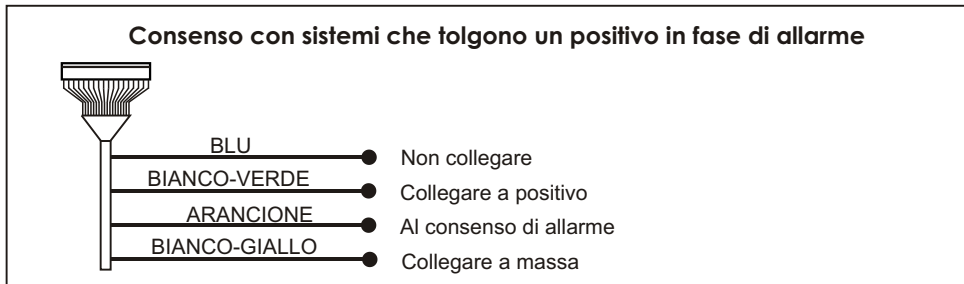 Consenso con sistemi che tolgono un positivo in fase di allarme
BLU Non collegare
BIANCO-VERDE Collegare a positivo
ARANCIONE Al consenso di allarme
BIANCO-GIALLO Collegare a massa